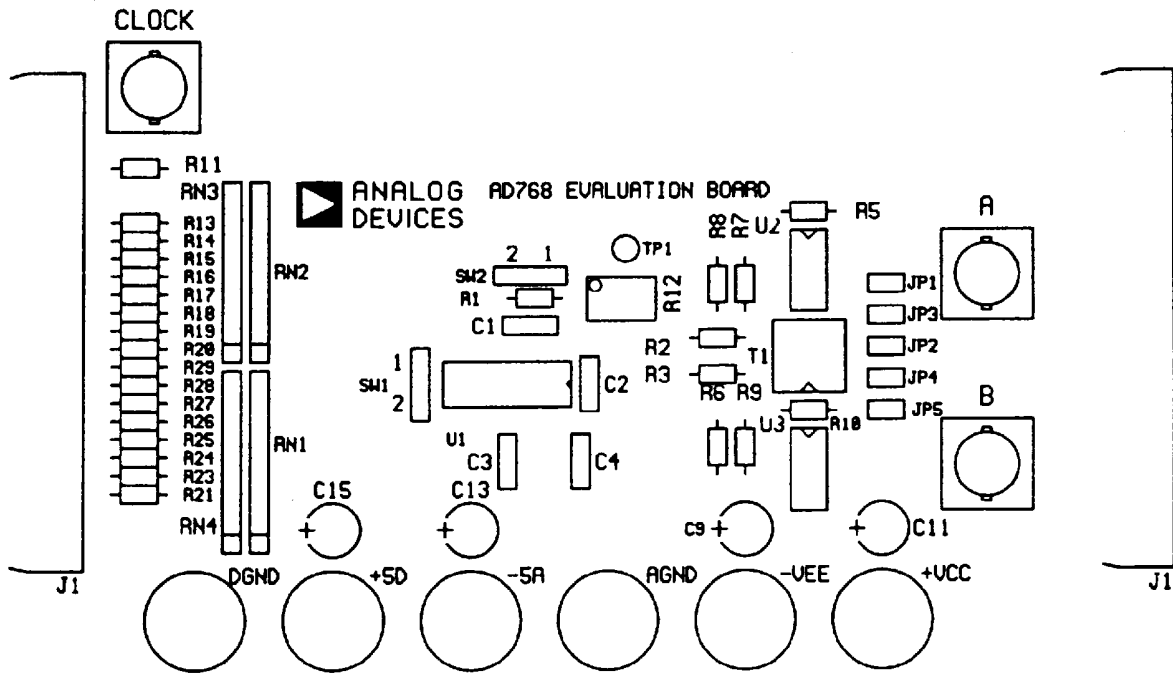 CLOCK
R11
RN3
ANALOG DEVICES
AD768 EVALUATION BOARD
R13
R14
R15
R16
R17
R18
R19
R20
R29
R28
R27
R26
R25
R24
R23
R21
RN2
RN1
RN4
2 1
SW2
R1
C1
TP1
R12
1
SW1
2
C2
U1
C3
C4
R8
R7
U2
R5
R2
R3
T1
R6
R9
U3
R10
JP1
JP3
JP2
JP4
JP5
A
B
C15
C13
C9
C11
J1
DGND
+5D
-5A
AGND
-VEE
+VCC
J1